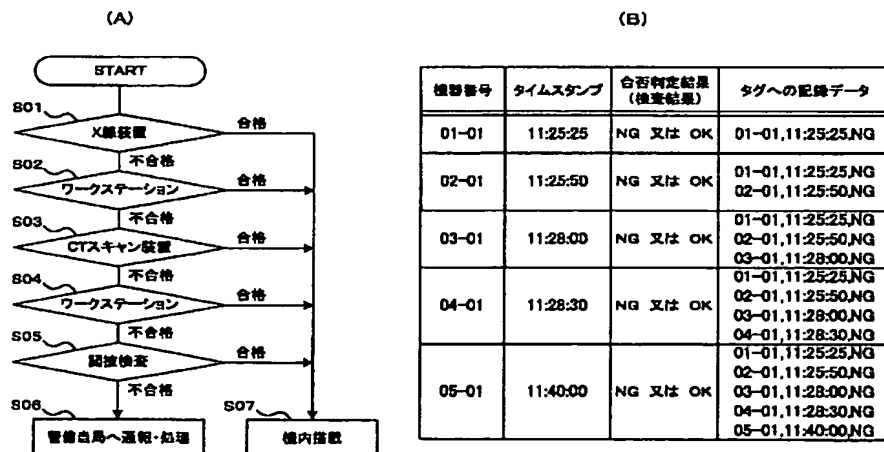 (A)
START
S01
X線装置
合格
不合格
S02
ワークステーション
合格
不合格
S03
CTスキャン装置
合格
不合格
S04
ワークステーション
合格
不合格
S05
開披検査
合格
不合格
S06
警備当局へ通報・処理
S07
機内搭載
(B)
機器番号 タイムスタンプ 合否判定結果 タグへの記録データ
(検査結果)
01-01 11:25:25 NG 又は OK 01-01,11:25:25,NG
02-01 11:25:50 NG 又は OK 01-01,11:25:25,NG
02-01,11:25:50,NG
03-01 11:28:00 NG 又は OK 01-01,11:25:25,NG
02-01,11:25:50,NG
03-01,11:28:00,NG
04-01 11:28:30 NG 又は OK 01-01,11:25:25,NG
02-01,11:25:50,NG
03-01,11:28:00,NG
04-01,11:28:30,NG
05-01 11:40:00 NG 又は OK 01-01,11:25:25,NG
02-01,11:25:50,NG
03-01,11:28:00,NG
04-01,11:28:30,NG
05-01,11:40:00,NG